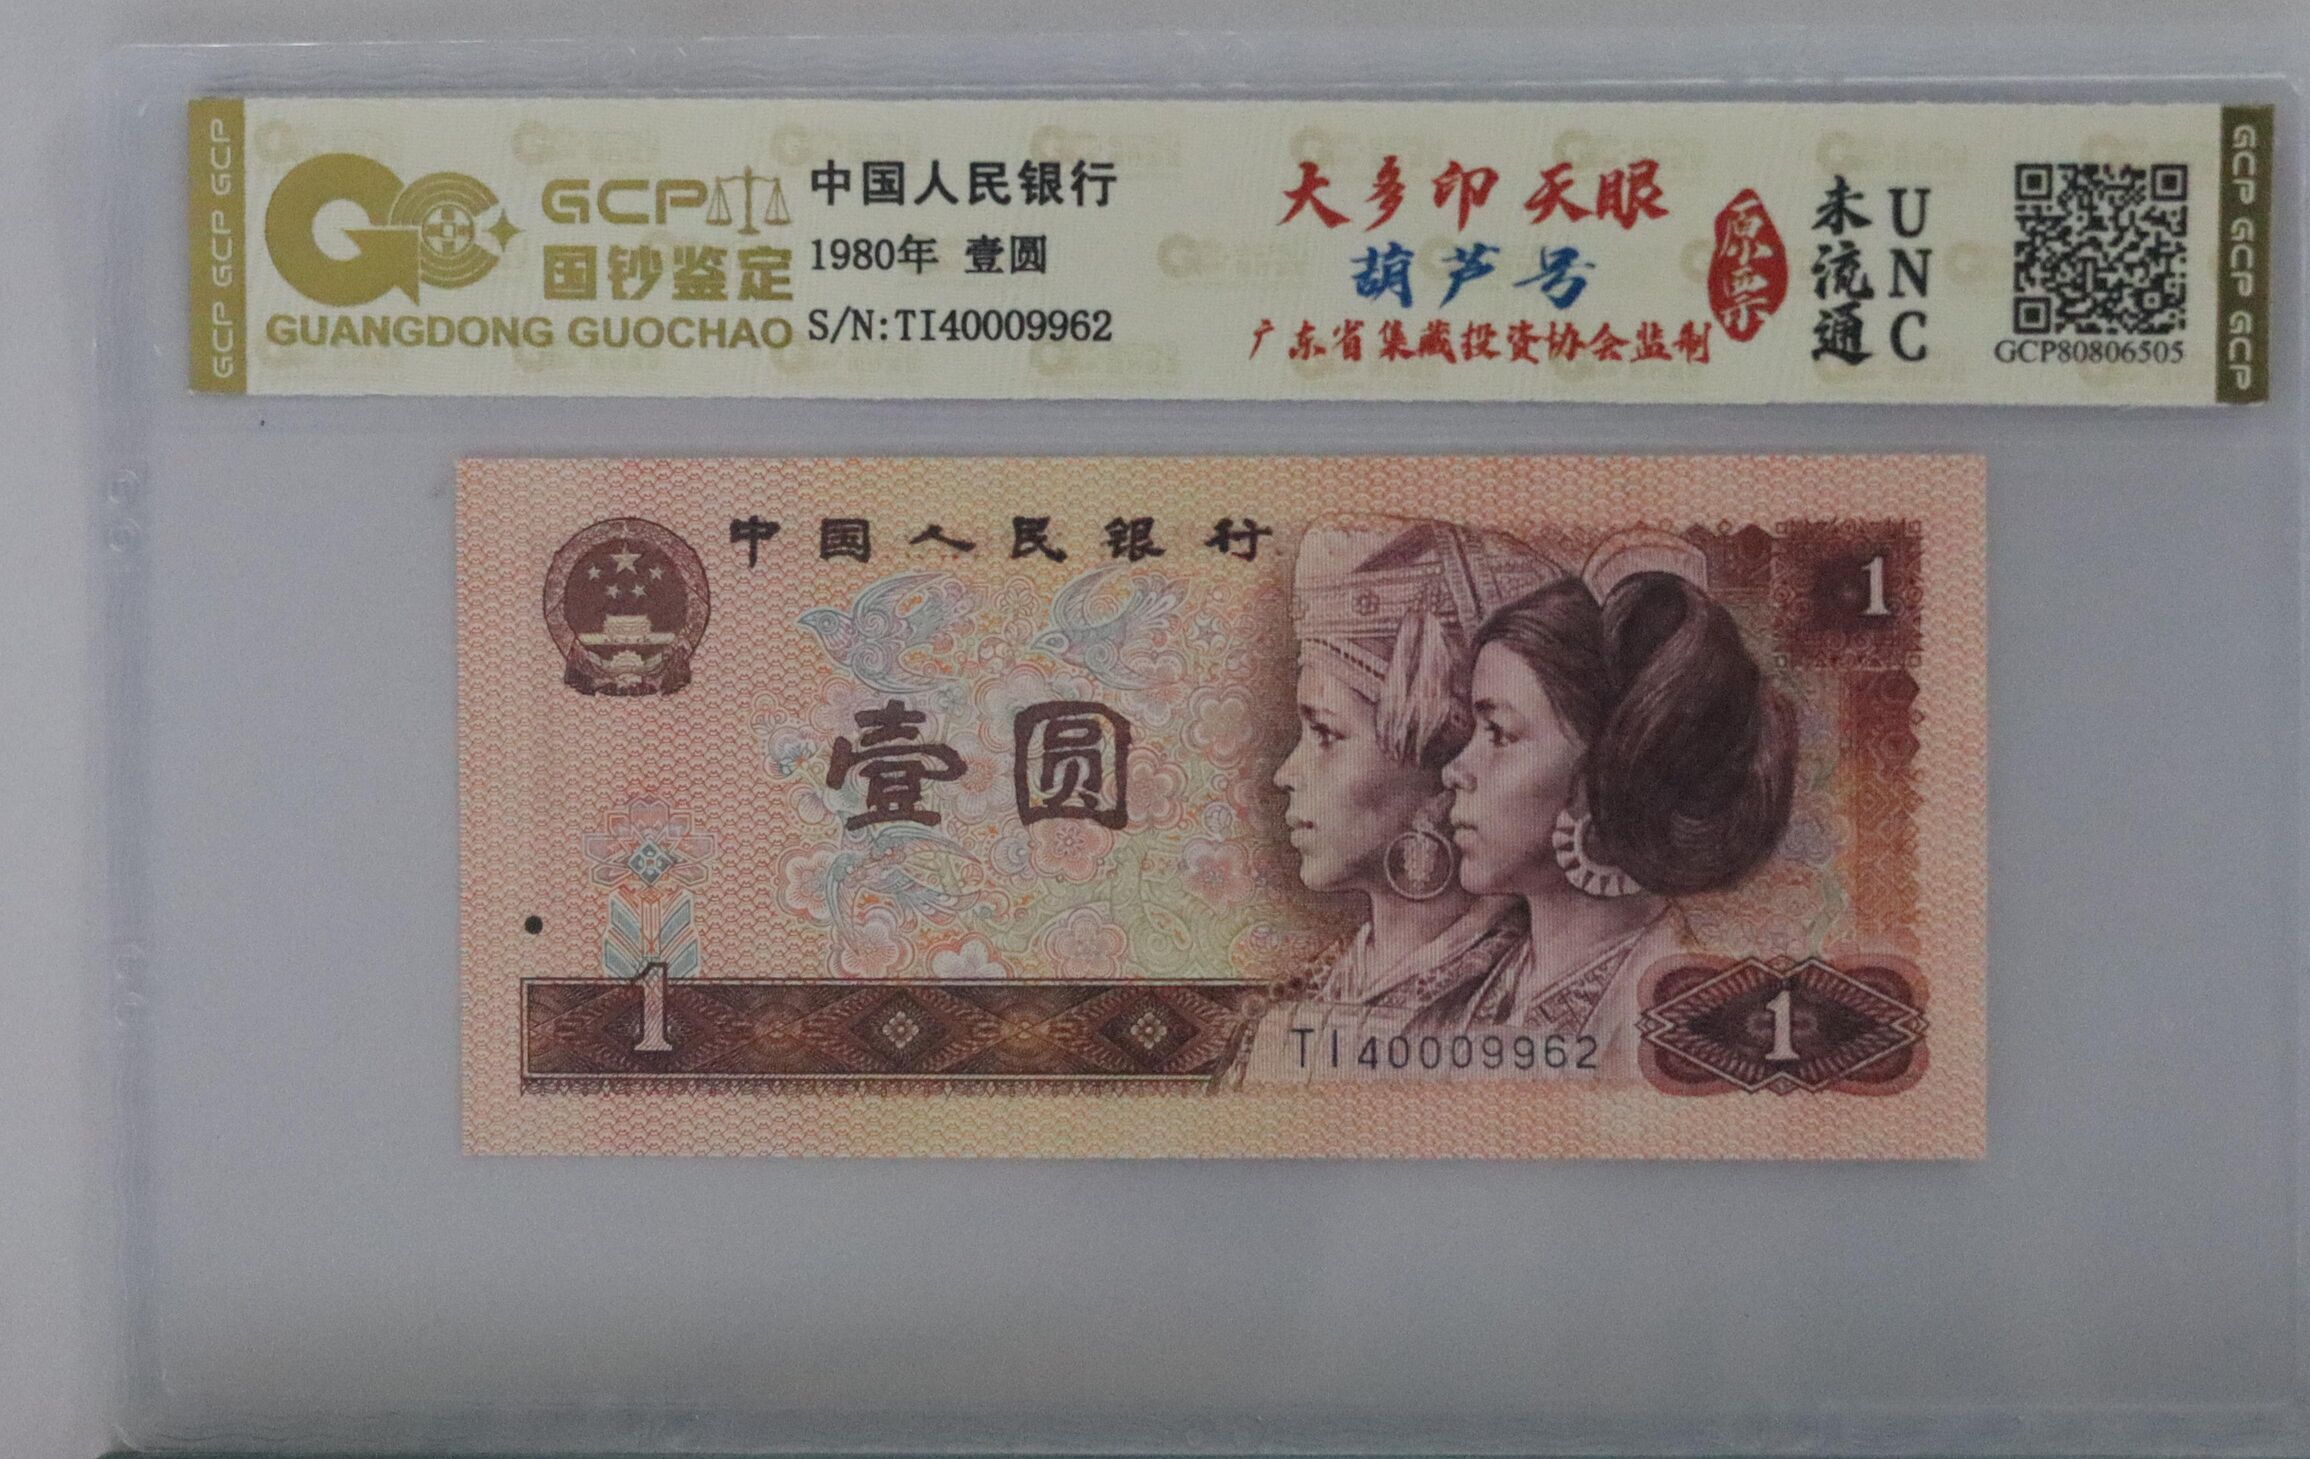 GCP GCP GCP
GCP
国钞鉴定
GUANGDONG GUOCHAO
中国人民银行
1980年 壹圆
S/N:TI40009962
大多印 天眼
葫芦号
广东省集藏投资协会监制
原票
未流通
UNC
GCP80806505
GCP GCP GCP
中国人民银行
壹圆
1
1
TI40009962
1